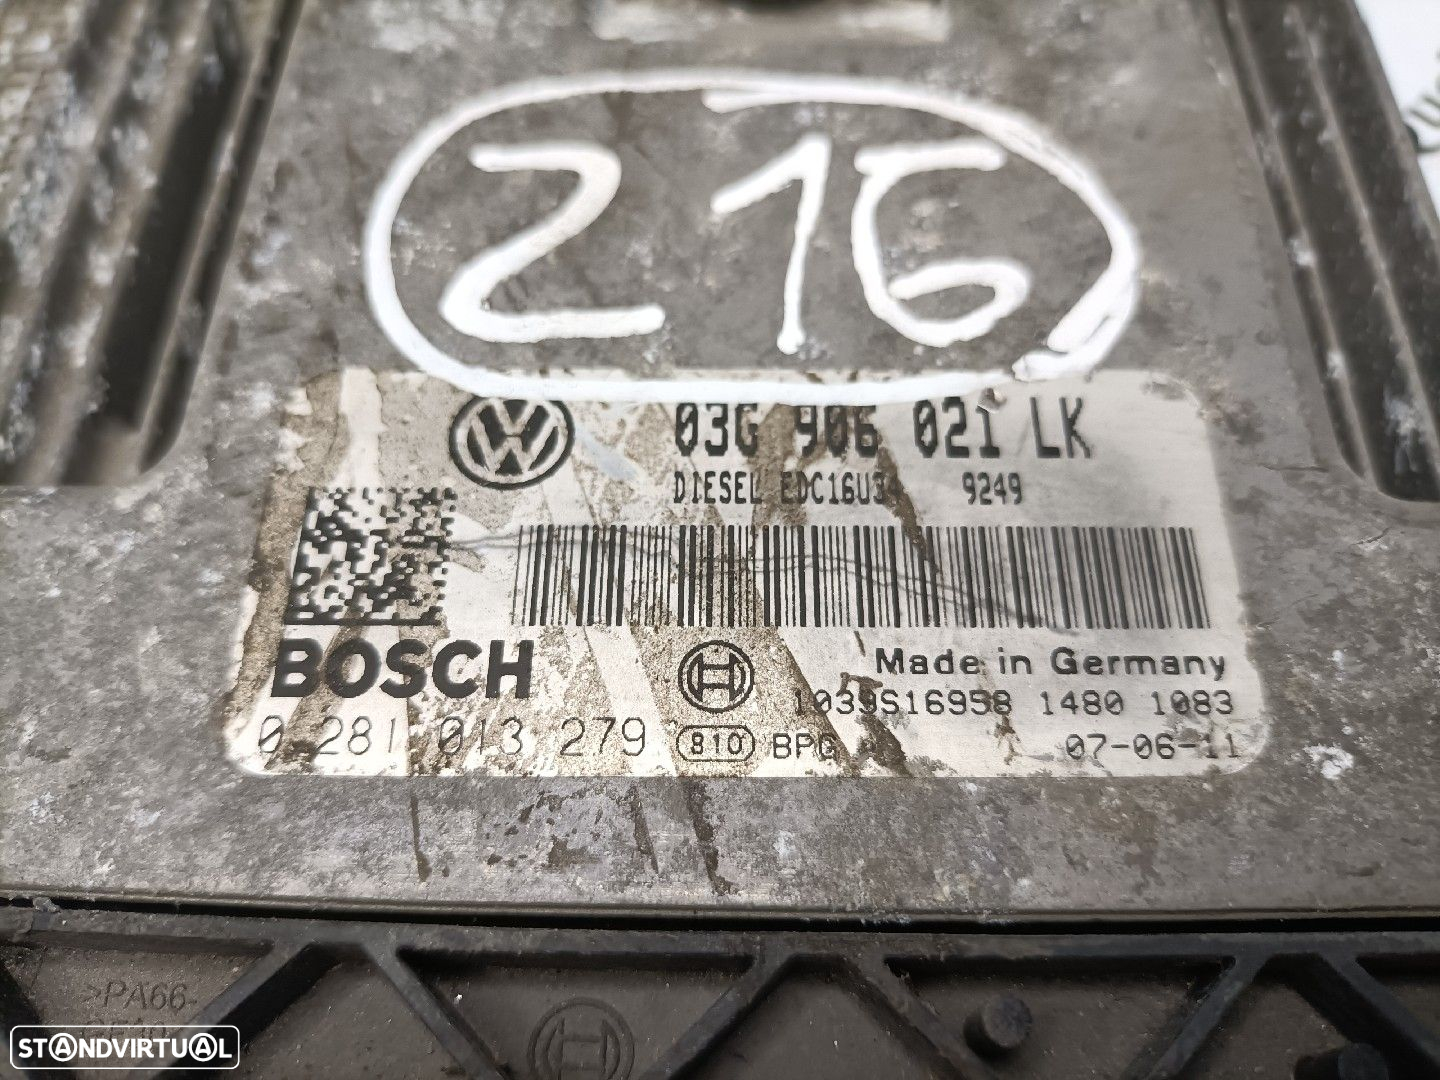 216
03G 906 021 LK
DIESEL EDC16U34 9249
BOSCH
Made in Germany
1039S16958 1480 1083
0 281 013 279 810 BPG 07-06-11
>PA66-
STANDVIRTUAL